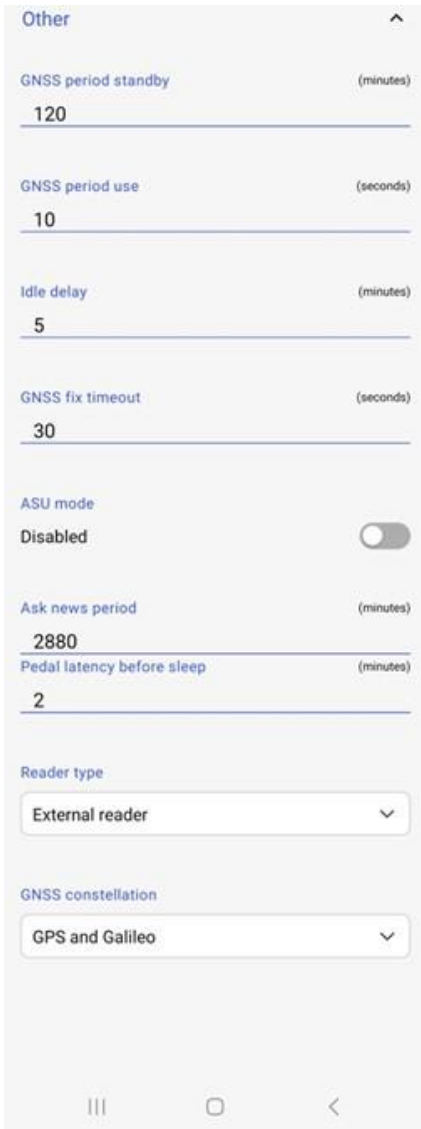 Other
GNSS period standby (minutes)
120
GNSS period use (seconds)
10
Idle delay (minutes)
5
GNSS fix timeout (seconds)
30
ASU mode
Disabled
Ask news period (minutes)
2880
Pedal latency before sleep (minutes)
2
Reader type
External reader
GNSS constellation
GPS and Galileo